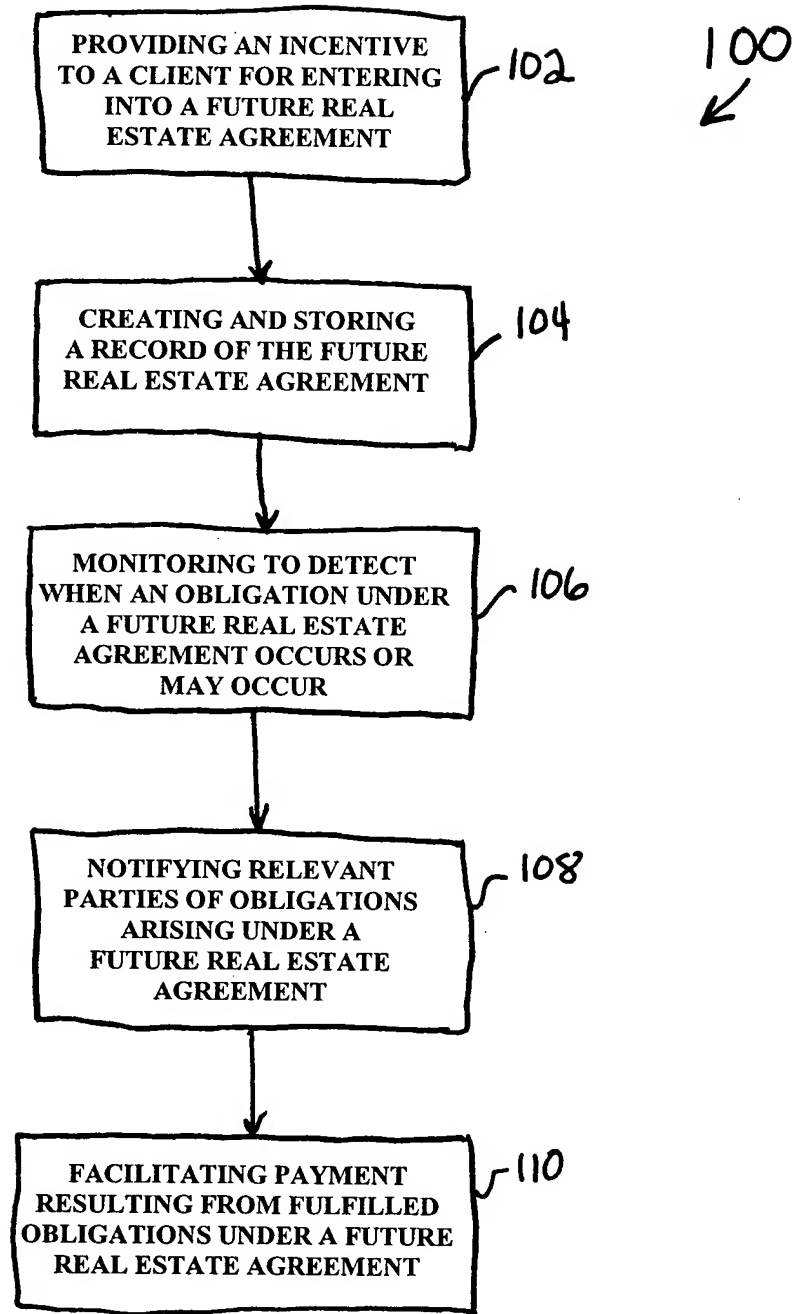 PROVIDING AN INCENTIVE
TO A CLIENT FOR ENTERING
INTO A FUTURE REAL
ESTATE AGREEMENT
102
100
CREATING AND STORING
A RECORD OF THE FUTURE
REAL ESTATE AGREEMENT
104
MONITORING TO DETECT
WHEN AN OBLIGATION UNDER
A FUTURE REAL ESTATE
AGREEMENT OCCURS OR
MAY OCCUR
106
NOTIFYING RELEVANT
PARTIES OF OBLIGATIONS
ARISING UNDER A
FUTURE REAL ESTATE
AGREEMENT
108
FACILITATING PAYMENT
RESULTING FROM FULFILLED
OBLIGATIONS UNDER A FUTURE
REAL ESTATE AGREEMENT
110